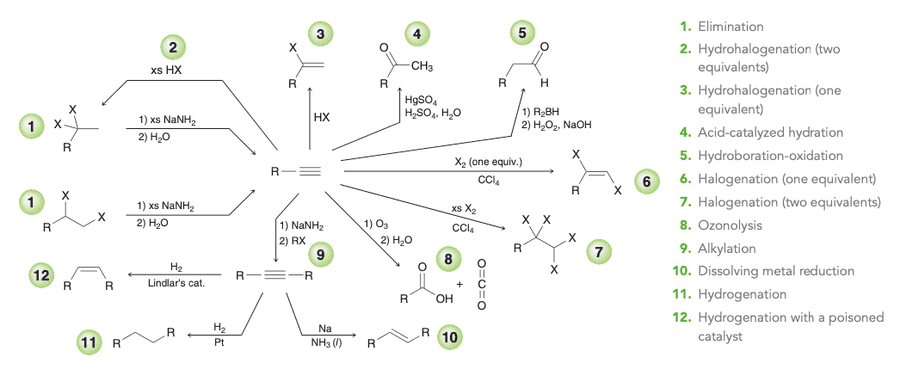 2
xs HX
3
X
R
4
O
CH3
R
5
O
R
H
1
X
X
R
1) xs NaNH2
2) H2O
HX
HgSO4
H2SO4, H2O
1) R2BH
2) H2O2, NaOH
R
X2 (one equiv.)
CCl4
X
R
X
6
1
X
R
X
1) xs NaNH2
2) H2O
xs X2
CCl4
X X
R
X
X
7
1) NaNH2
2) RX
9
1) O3
2) H2O
8
O
R
OH
+
O
C
O
12
R R
H2
Lindlar's cat.
R
R
11
R
R
H2
Pt
Na
NH3 (l)
R
R
10
1. Elimination
2. Hydrohalogenation (two
equivalents)
3. Hydrohalogenation (one
equivalent)
4. Acid-catalyzed hydration
5. Hydroboration-oxidation
6. Halogenation (one equivalent)
7. Halogenation (two equivalents)
8. Ozonolysis
9. Alkylation
10. Dissolving metal reduction
11. Hydrogenation
12. Hydrogenation with a poisoned
catalyst